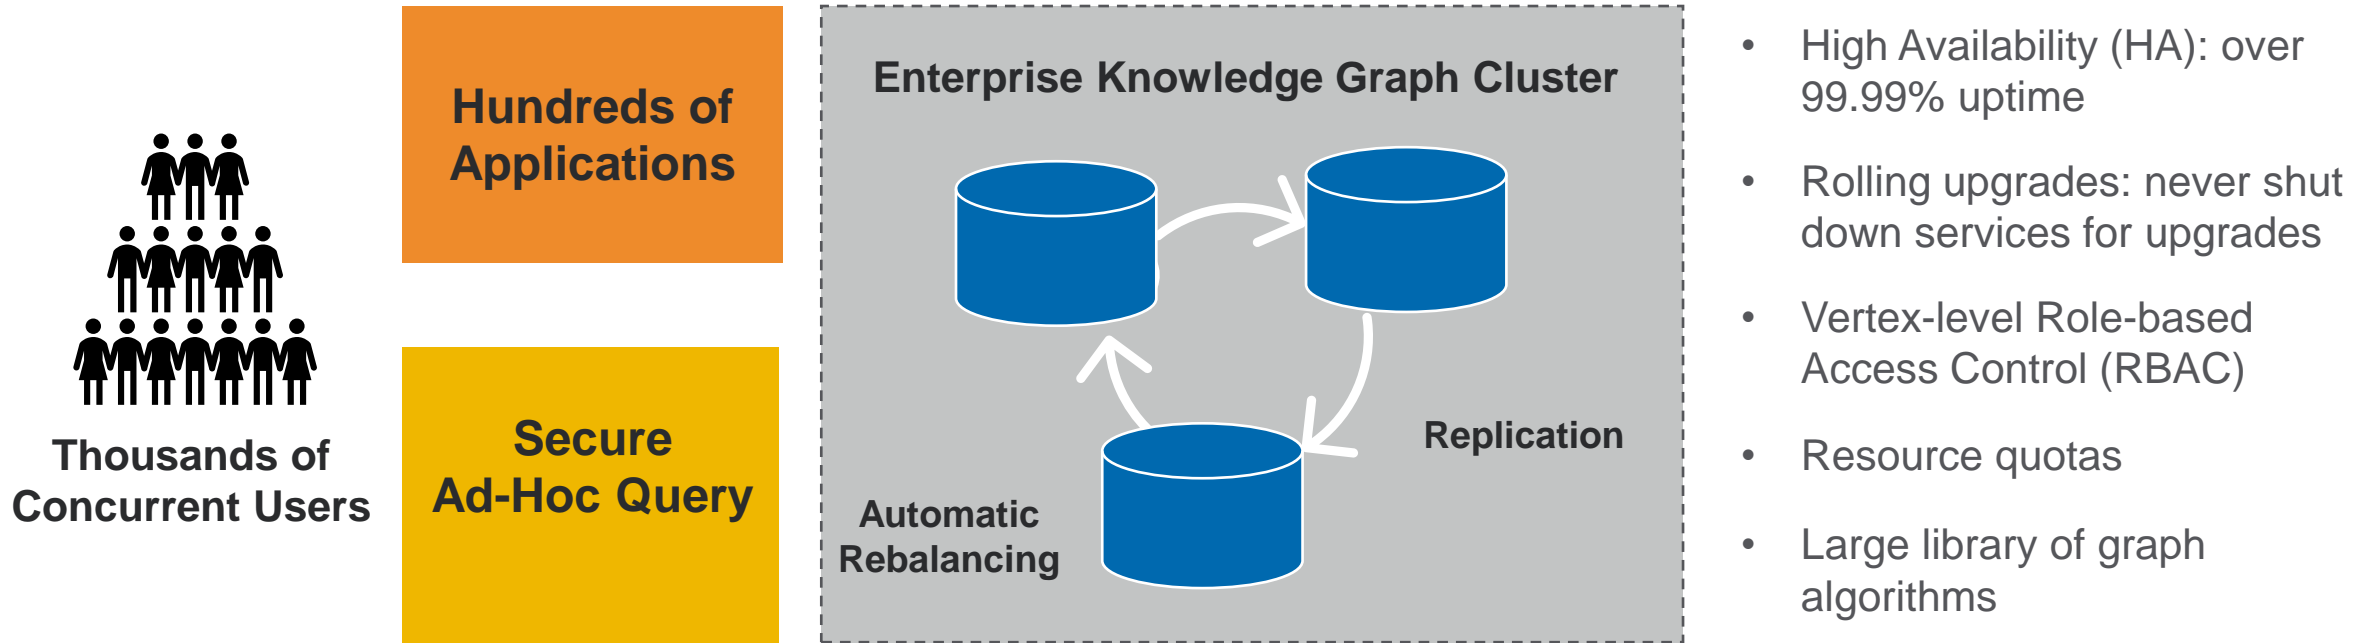 Thousands of
Concurrent Users
Hundreds of
Applications
Secure
Ad-Hoc Query
Enterprise Knowledge Graph Cluster
Replication
Automatic
Rebalancing
• High Availability (HA): over
99.99% uptime
• Rolling upgrades: never shut
down services for upgrades
• Vertex-level Role-based
Access Control (RBAC)
• Resource quotas
• Large library of graph
algorithms